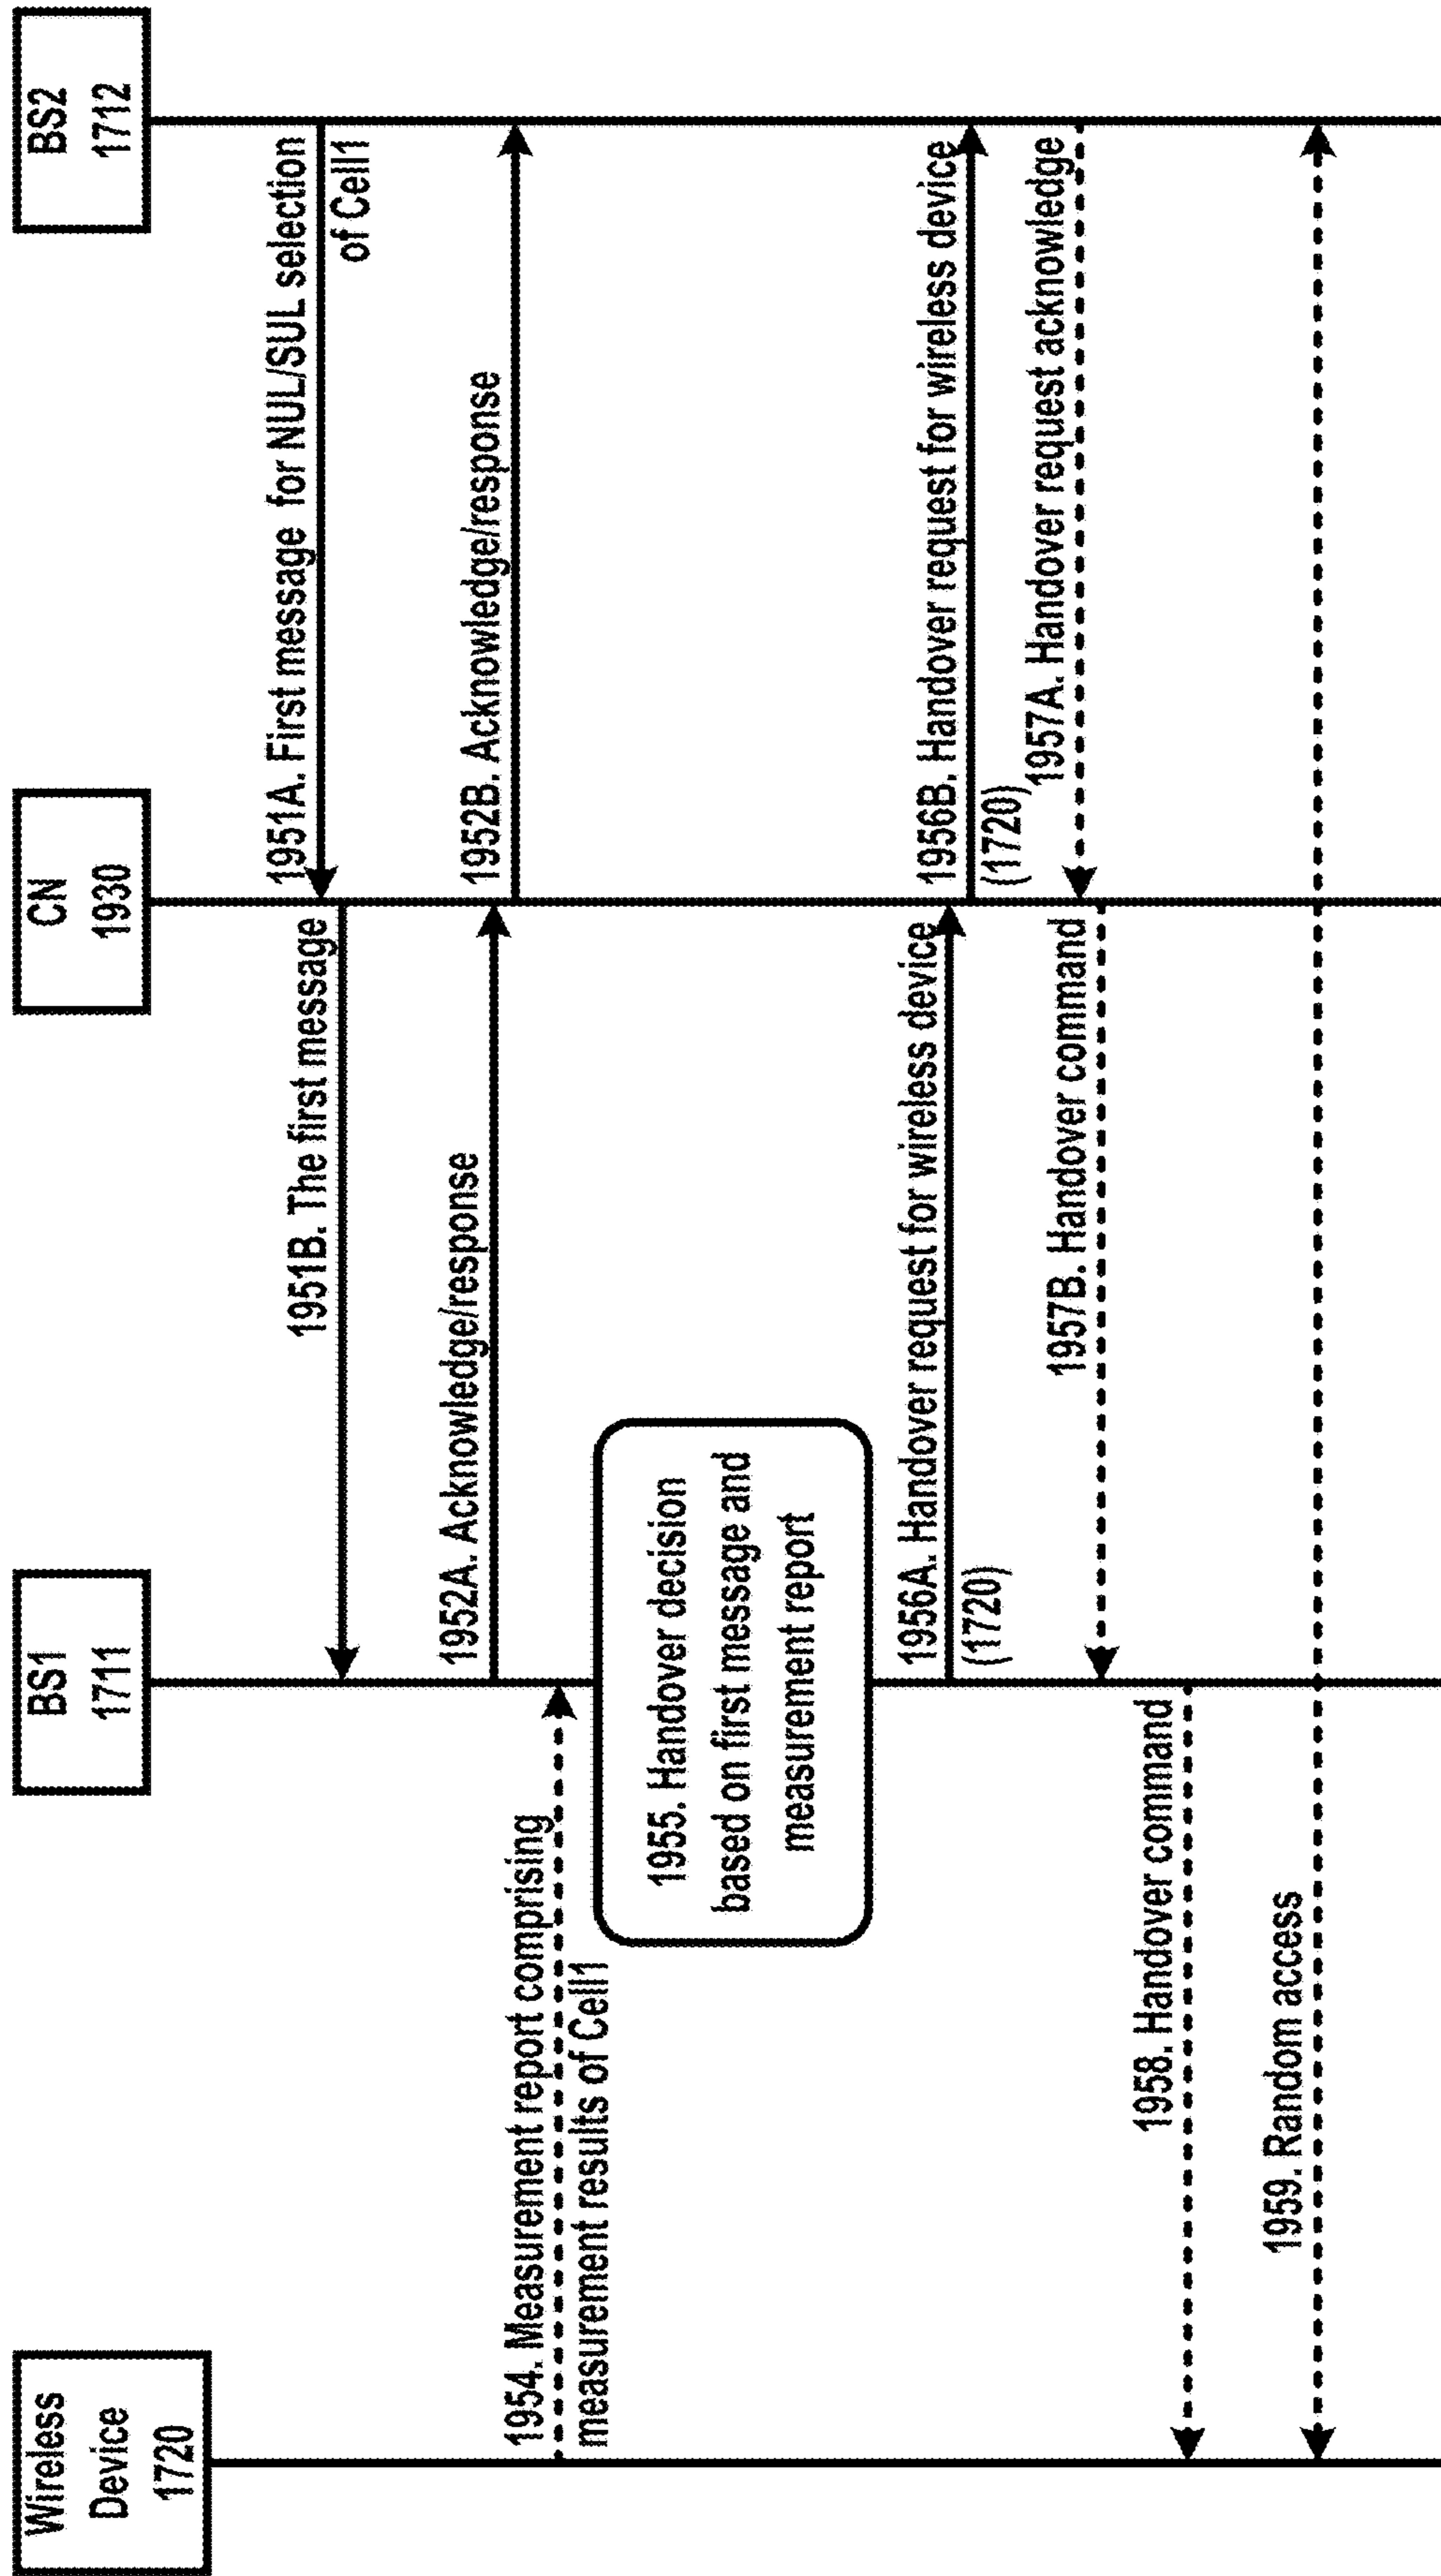 Wireless
Device
1720
BS1
1711
CN
1930
BS2
1712
1951A. First message for NUL/SUL selection
of Cell1
1951B. The first message
1952A. Acknowledge/response
1952B. Acknowledge/response
1954. Measurement report comprising
measurement results of Cell1
1955. Handover decision
based on first message and
measurement report
1956A. Handover request for wireless device
(1720)
1956B. Handover request for wireless device
(1720)
1957A. Handover request acknowledge
1957B. Handover command
1958. Handover command
1959. Random access